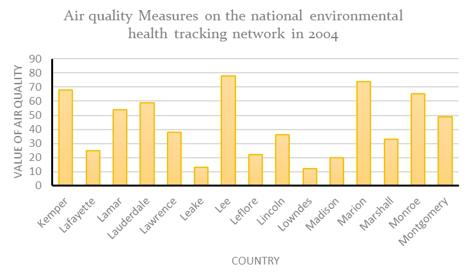 Air quality Measures on the national environmental
health tracking network in 2004
VALUE OF AIR QUALITY
90
80
70
60
50
40
30
20
10
0
Kemper
Lafayette
Lamar
Lauderdale
Lawrence
Leake
Lee
Leflore
Lincoln
Lowndes
Madison
Marion
Marshall
Monroe
Montgomery
COUNTRY